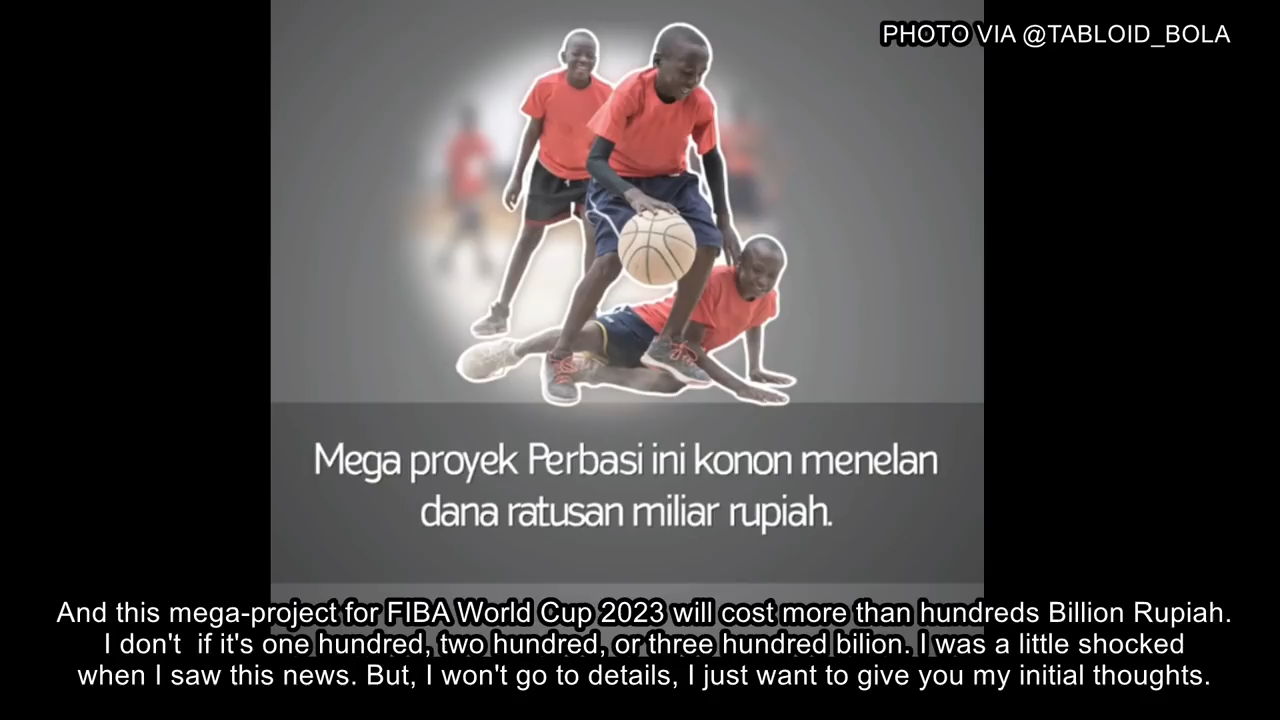 PHOTO VIA @TABLOID_BOLA
Mega proyek Perbasi ini konon menelan
dana ratusan miliar rupiah.
And this mega-project for FIBA World Cup 2023 will cost more than hundreds Billion Rupiah.
I don't  if it's one hundred, two hundred, or three hundred bilion. I was a little shocked
when I saw this news. But, I won't go to details, I just want to give you my initial thoughts.